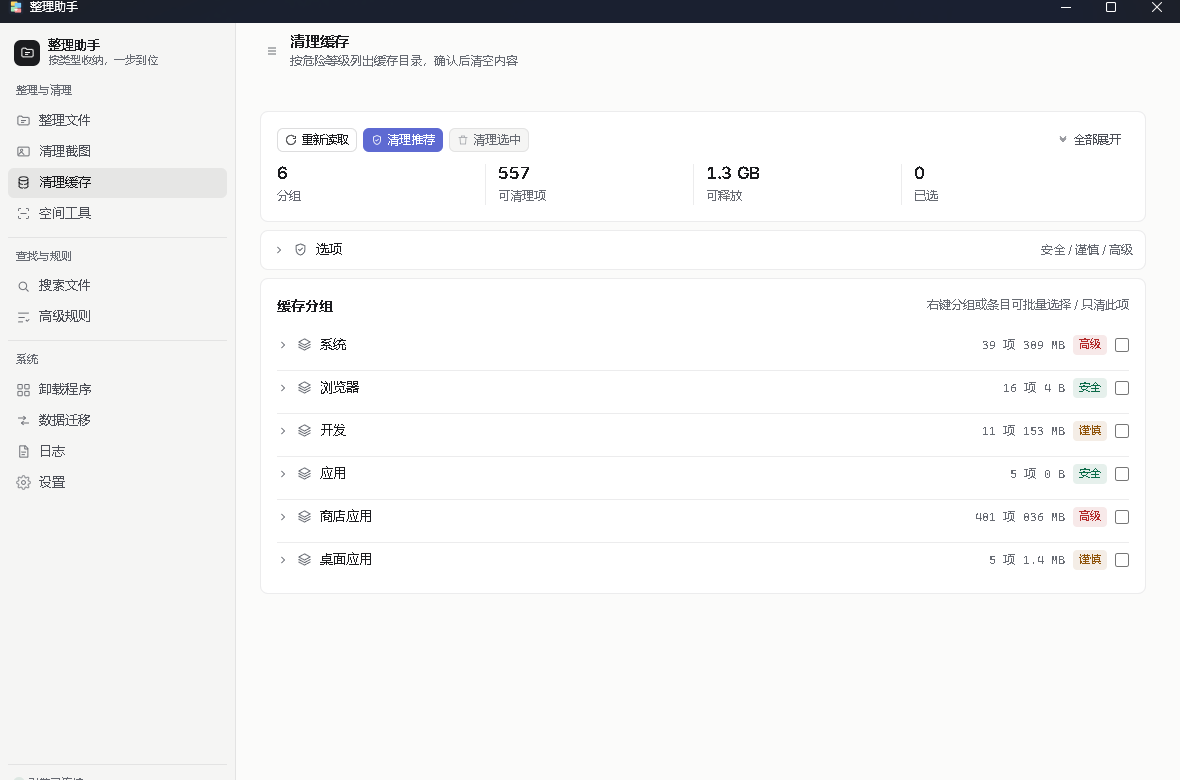 整理助手
整理助手
按类型收纳，一步到位
整理与清理
整理文件
清理截图
清理缓存
空间工具
查找与规则
搜索文件
高级规则
系统
卸载程序
数据迁移
日志
设置
清理缓存
按危险等级列出缓存目录，确认后清空内容
重新读取 清理推荐 清理选中 全部展开
6 557 1.3 GB 0
分组 可清理项 可释放 已选
选项 安全 / 谨慎 / 高级
缓存分组 右键分组或条目可批量选择 / 只清此项
系统 39 项 309 MB 高级
浏览器 16 项 4 B 安全
开发 11 项 153 MB 谨慎
应用 5 项 0 B 安全
商店应用 481 项 836 MB 高级
桌面应用 5 项 1.4 MB 谨慎